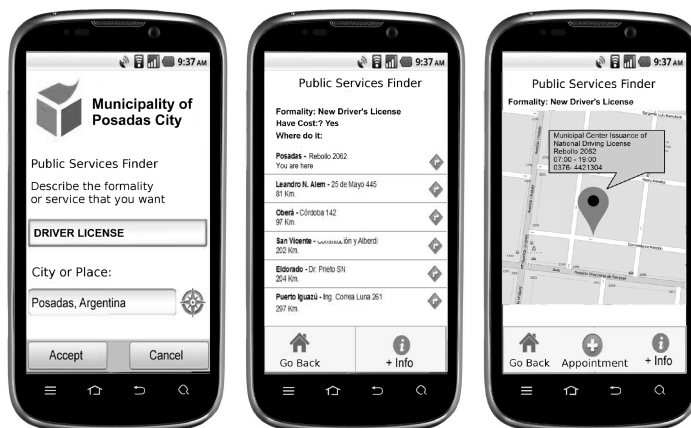 9:37 AM
Municipality of
Posadas City
Public Services Finder
Describe the formality
or service that you want
DRIVER LICENSE
City or Place:
Posadas, Argentina
Accept
Cancel
9:37 AM
Public Services Finder
Formality: New Driver's License
Have Cost:? Yes
Where do it:
Posadas - Rebollo 2062
You are here
Leandro N. Alem - 25 de Mayo 445
81 Km.
Oberá - Córdoba 142
97 Km.
San Vicente - y Alberdi
202 Km.
Eldorado - Dr. Prieto SN
204 Km.
Puerto Iguazú - Ing. Correa Luna 261
297 Km.
Go Back
+ Info
9:37 AM
Public Services Finder
Formality: New Driver's License
Municipal Center Issuance of
National Driving License
Rebollo 2062
07:00 - 19:00
0376- 4421304
Go Back
Appointment
+ Info